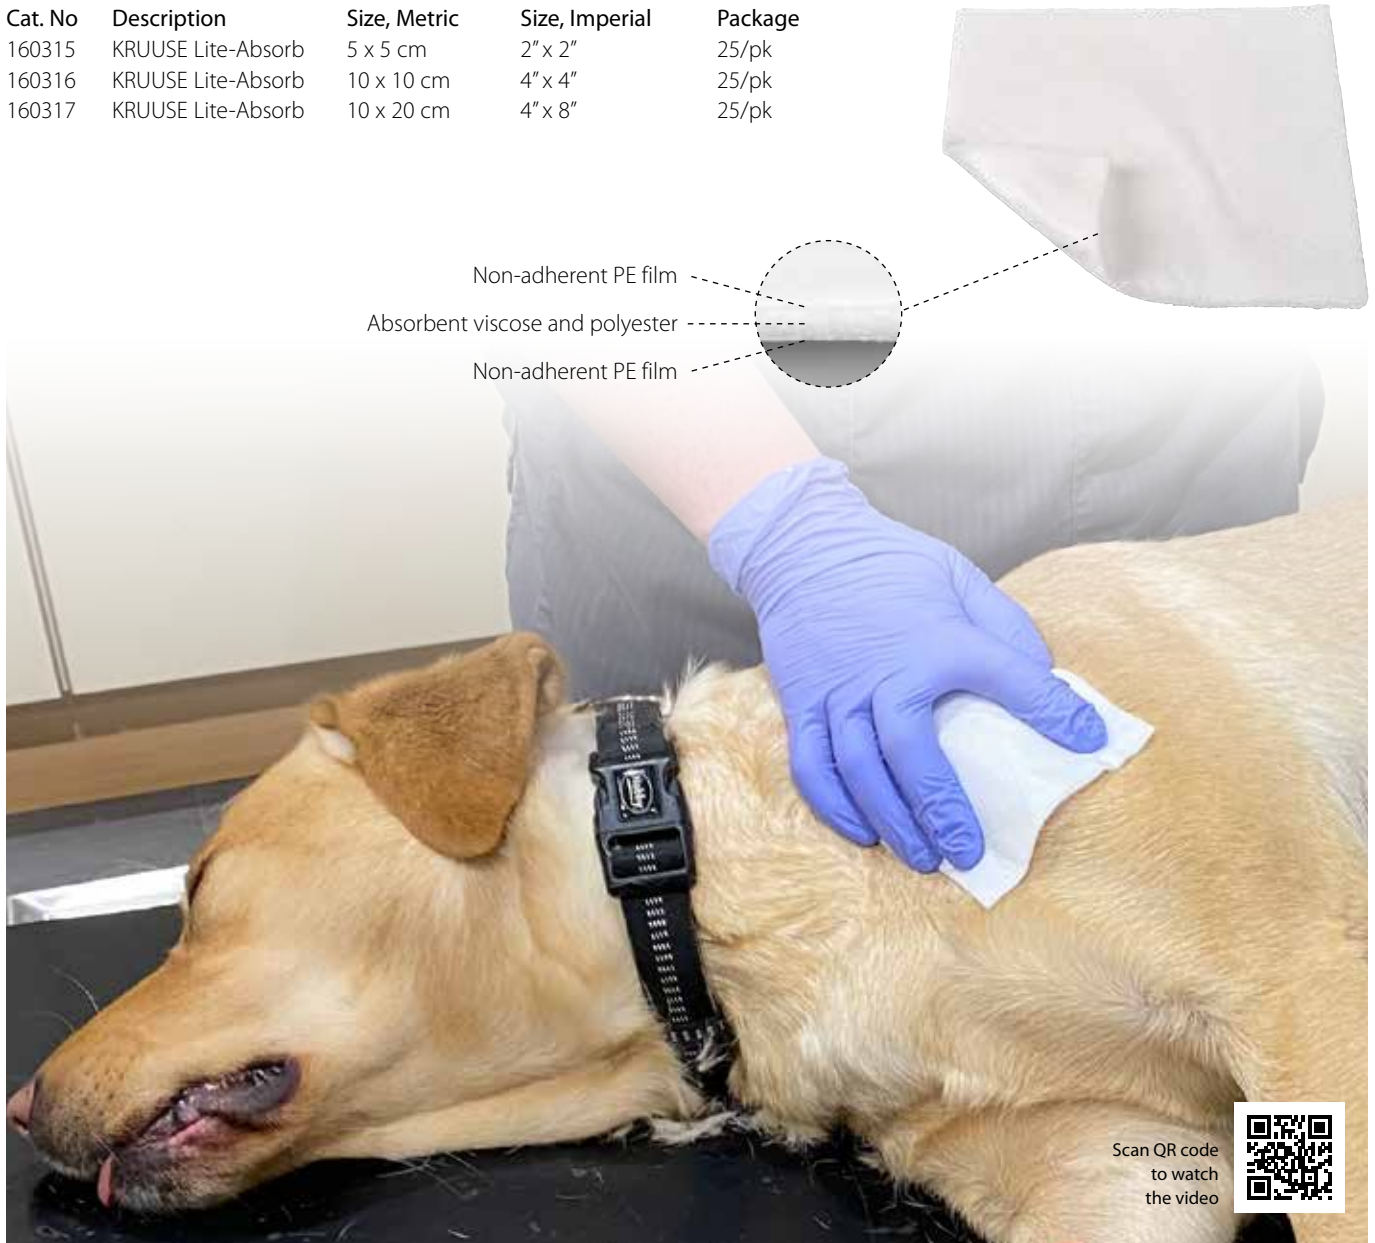 Cat. No Description Size, Metric Size, Imperial Package
160315 KRUUSE Lite-Absorb 5 x 5 cm 2” x 2” 25/pk
160316 KRUUSE Lite-Absorb 10 x 10 cm 4” x 4” 25/pk
160317 KRUUSE Lite-Absorb 10 x 20 cm 4” x 8” 25/pk
Non-adherent PE film
Absorbent viscose and polyester
Non-adherent PE film
Scan QR code
to watch
the video